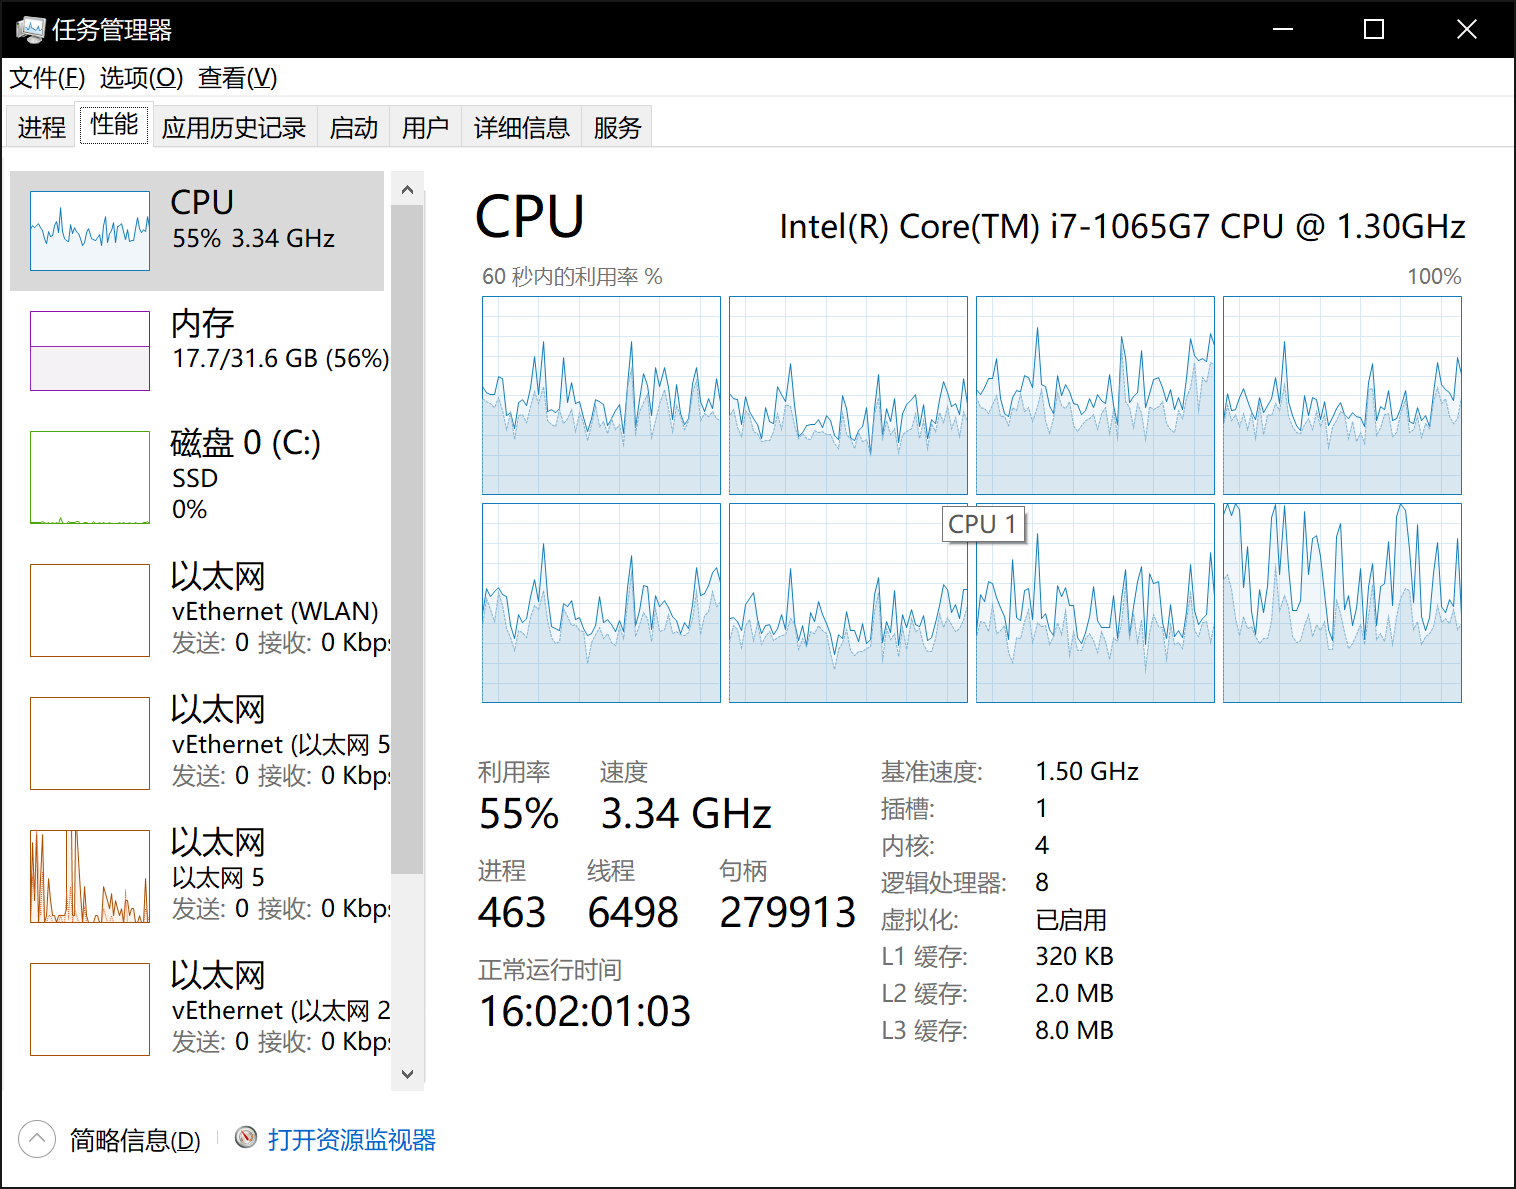 任务管理器
文件(F) 选项(O) 查看(V)
进程 性能 应用历史记录 启动 用户 详细信息 服务
CPU
55% 3.34 GHz
内存
17.7/31.6 GB (56%)
磁盘 0 (C:)
SSD
0%
以太网
vEthernet (WLAN)
发送: 0 接收: 0 Kbps
以太网
vEthernet (以太网 5
发送: 0 接收: 0 Kbps
以太网
以太网 5
发送: 0 接收: 0 Kbps
以太网
vEthernet (以太网 2
发送: 0 接收: 0 Kbps
CPU
Intel(R) Core(TM) i7-1065G7 CPU @ 1.30GHz
60 秒内的利用率 %
100%
CPU 1
利用率 速度
55% 3.34 GHz
进程 线程 句柄
463 6498 279913
正常运行时间
16:02:01:03
基准速度: 1.50 GHz
插槽: 1
内核: 4
逻辑处理器: 8
虚拟化: 已启用
L1 缓存: 320 KB
L2 缓存: 2.0 MB
L3 缓存: 8.0 MB
简略信息(D)
打开资源监视器